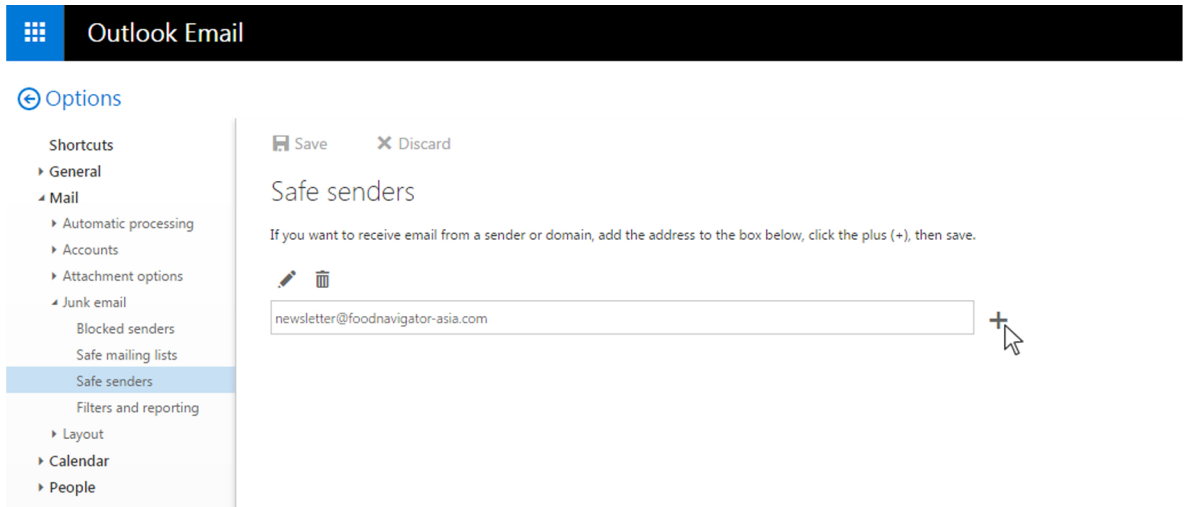 Outlook Email
Options
Shortcuts
General
Mail
Automatic processing
Accounts
Attachment options
Junk email
Blocked senders
Safe mailing lists
Safe senders
Filters and reporting
Layout
Calendar
People
Save
Discard
Safe senders
If you want to receive email from a sender or domain, add the address to the box below, click the plus (+), then save.
newsletter@foodnavigator-asia.com